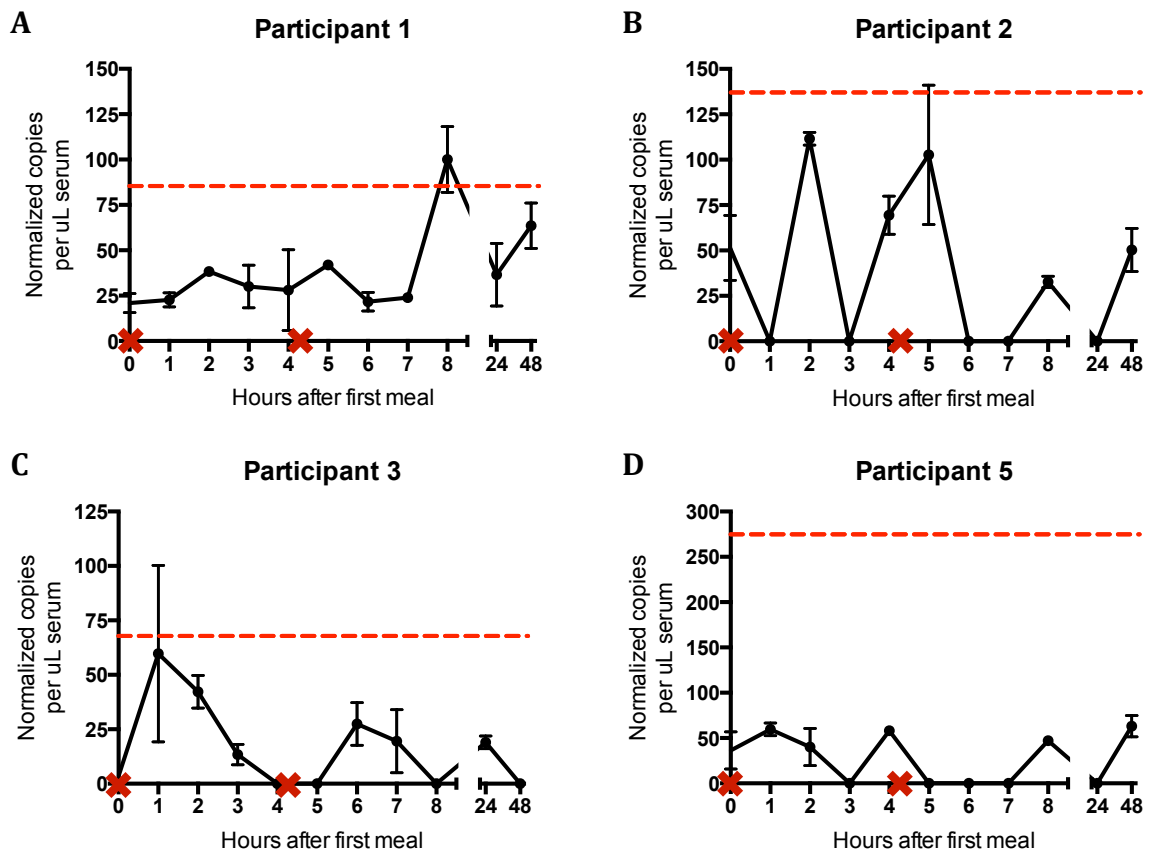 A
Participant 1
150
125
100
75
50
25
0
Normalized copies
per uL serum
0 1 2 3 4 5 6 7 8 24 48
Hours after first meal
B
Participant 2
150
125
100
75
50
25
0
Normalized copies
per uL serum
0 1 2 3 4 5 6 7 8 24 48
Hours after first meal
C
Participant 3
125
100
75
50
25
0
Normalized copies
per uL serum
0 1 2 3 4 5 6 7 8 24 48
Hours after first meal
D
Participant 5
300
250
200
150
100
50
0
Normalized copies
per uL serum
0 1 2 3 4 5 6 7 8 24 48
Hours after first meal